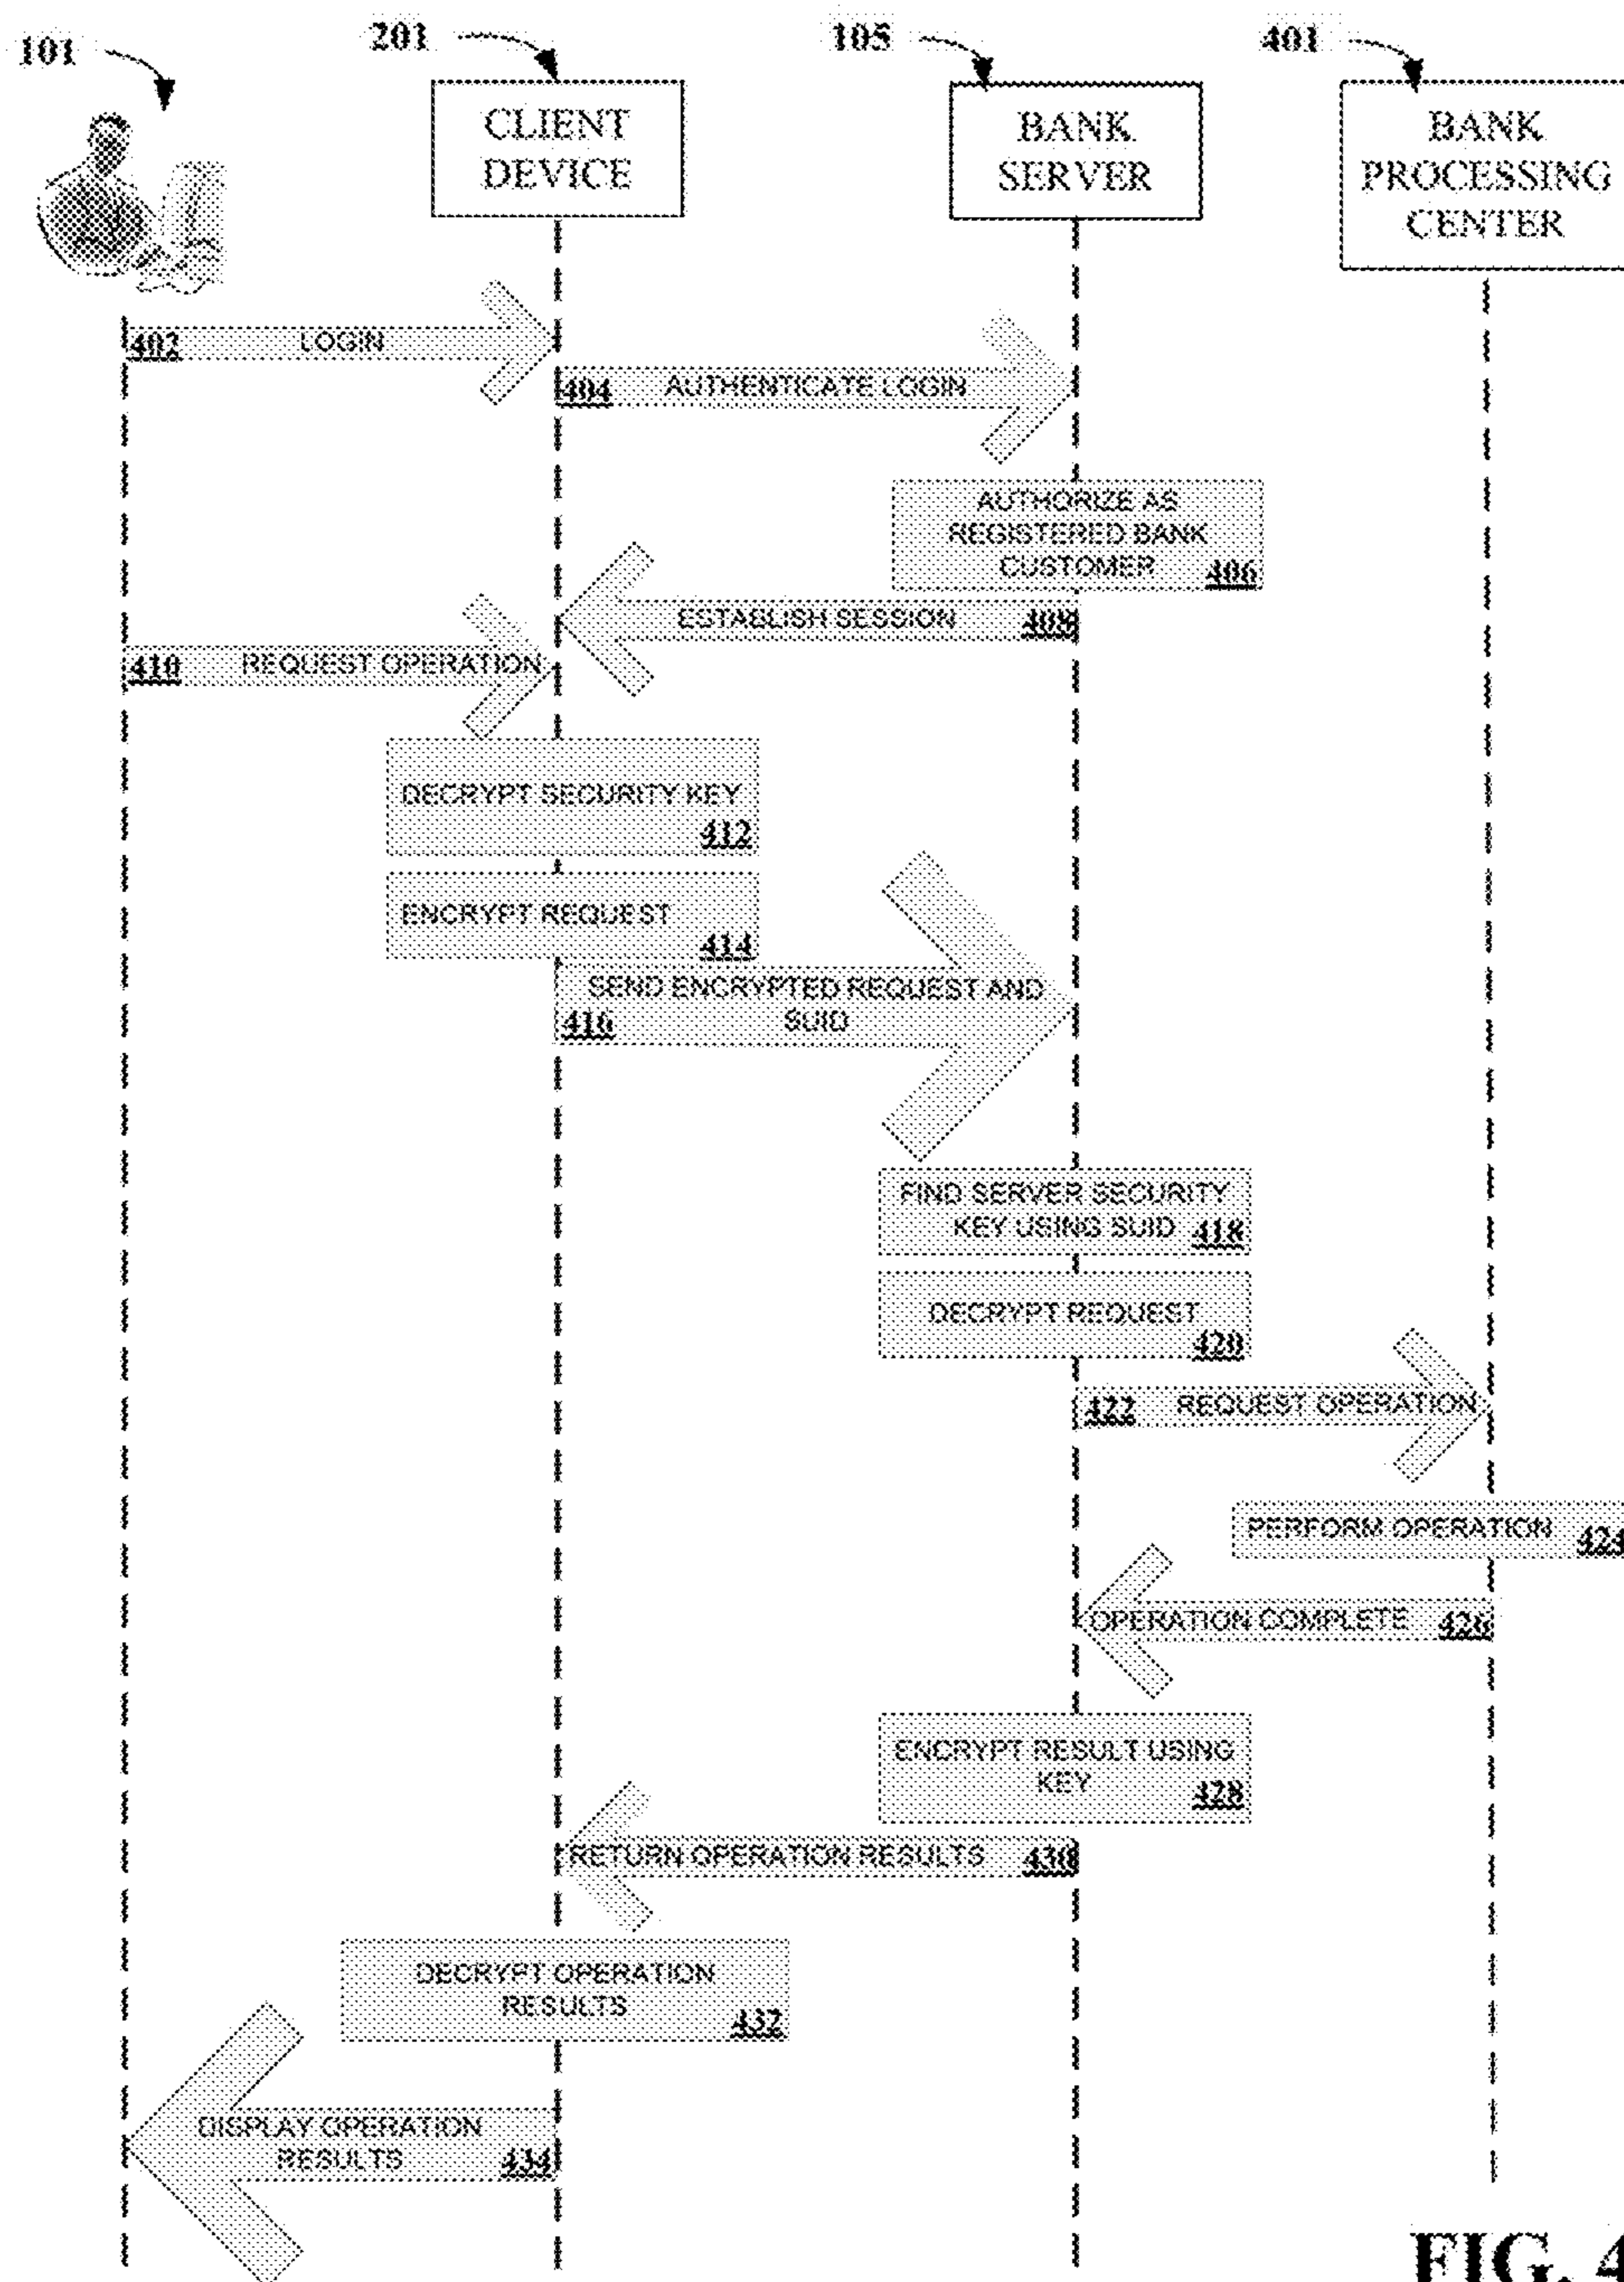 101
201
105
401
CLIENT
DEVICE
BANK
SERVER
BANK
PROCESSING
CENTER
402 LOGIN
404 AUTHENTICATE LOGIN
AUTHORIZE AS
REGISTERED BANK
CUSTOMER 406
ESTABLISH SESSION 408
410 REQUEST OPERATION
DECRYPT SECURITY KEY
412
ENCRYPT REQUEST
414
SEND ENCRYPTED REQUEST AND
416 SUID
FIND SERVER SECURITY
KEY USING SUID 418
DECRYPT REQUEST
420
422 REQUEST OPERATION
PERFORM OPERATION 424
OPERATION COMPLETE 426
ENCRYPT RESULT USING
KEY 428
RETURN OPERATION RESULTS 430
DECRYPT OPERATION
RESULTS 432
DISPLAY OPERATION
RESULTS 434
FIG. 4